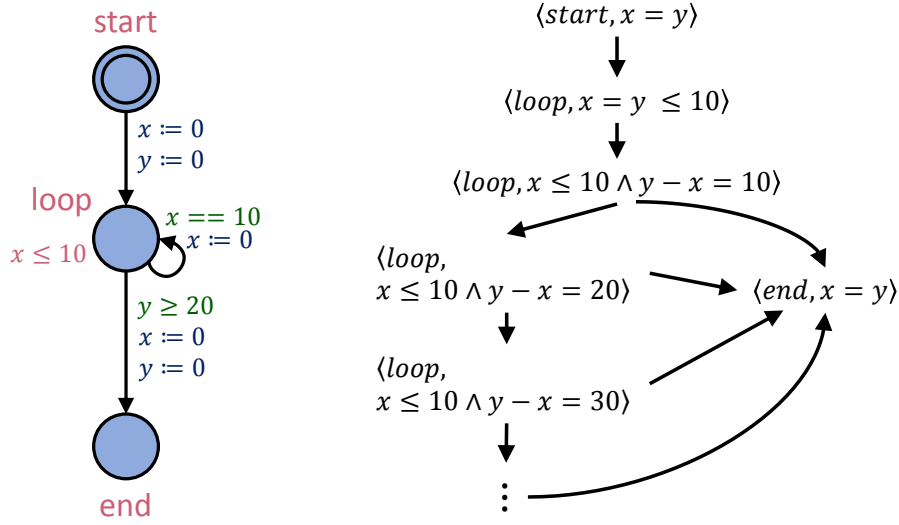 start
x := 0
y := 0
loop
x == 10
x := 0
x ≤ 10
y ≥ 20
x := 0
y := 0
end
⟨start, x = y⟩
⟨loop, x = y ≤ 10⟩
⟨loop, x ≤ 10 ∧ y − x = 10⟩
⟨loop,
x ≤ 10 ∧ y − x = 20⟩
⟨end, x = y⟩
⟨loop,
x ≤ 10 ∧ y − x = 30⟩
⋮